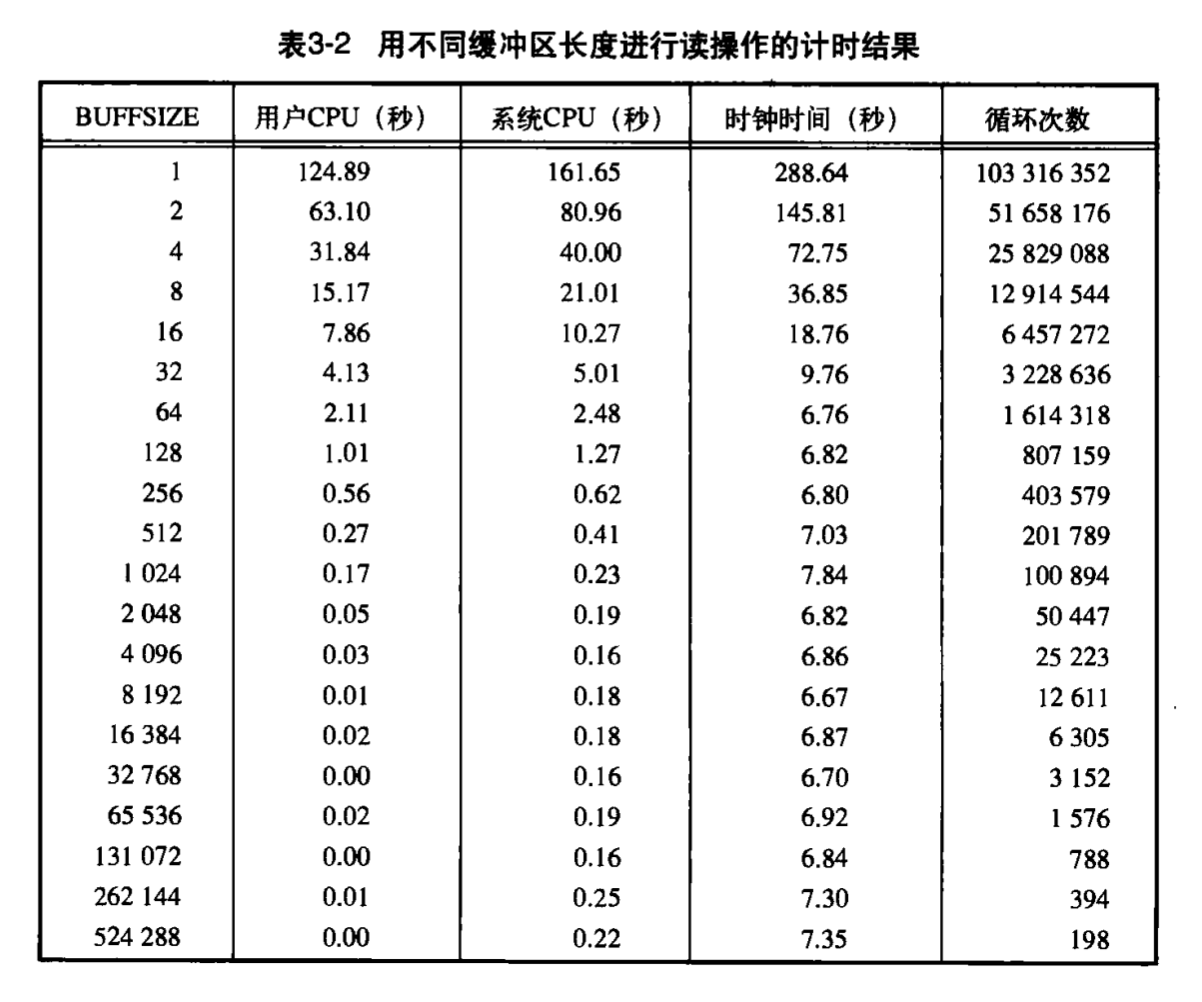 表3-2 用不同缓冲区长度进行读操作的计时结果
BUFFSIZE 用户CPU（秒） 系统CPU（秒） 时钟时间（秒） 循环次数
1 124.89 161.65 288.64 103 316 352
2 63.10 80.96 145.81 51 658 176
4 31.84 40.00 72.75 25 829 088
8 15.17 21.01 36.85 12 914 544
16 7.86 10.27 18.76 6 457 272
32 4.13 5.01 9.76 3 228 636
64 2.11 2.48 6.76 1 614 318
128 1.01 1.27 6.82 807 159
256 0.56 0.62 6.80 403 579
512 0.27 0.41 7.03 201 789
1 024 0.17 0.23 7.84 100 894
2 048 0.05 0.19 6.82 50 447
4 096 0.03 0.16 6.86 25 223
8 192 0.01 0.18 6.67 12 611
16 384 0.02 0.18 6.87 6 305
32 768 0.00 0.16 6.70 3 152
65 536 0.02 0.19 6.92 1 576
131 072 0.00 0.16 6.84 788
262 144 0.01 0.25 7.30 394
524 288 0.00 0.22 7.35 198